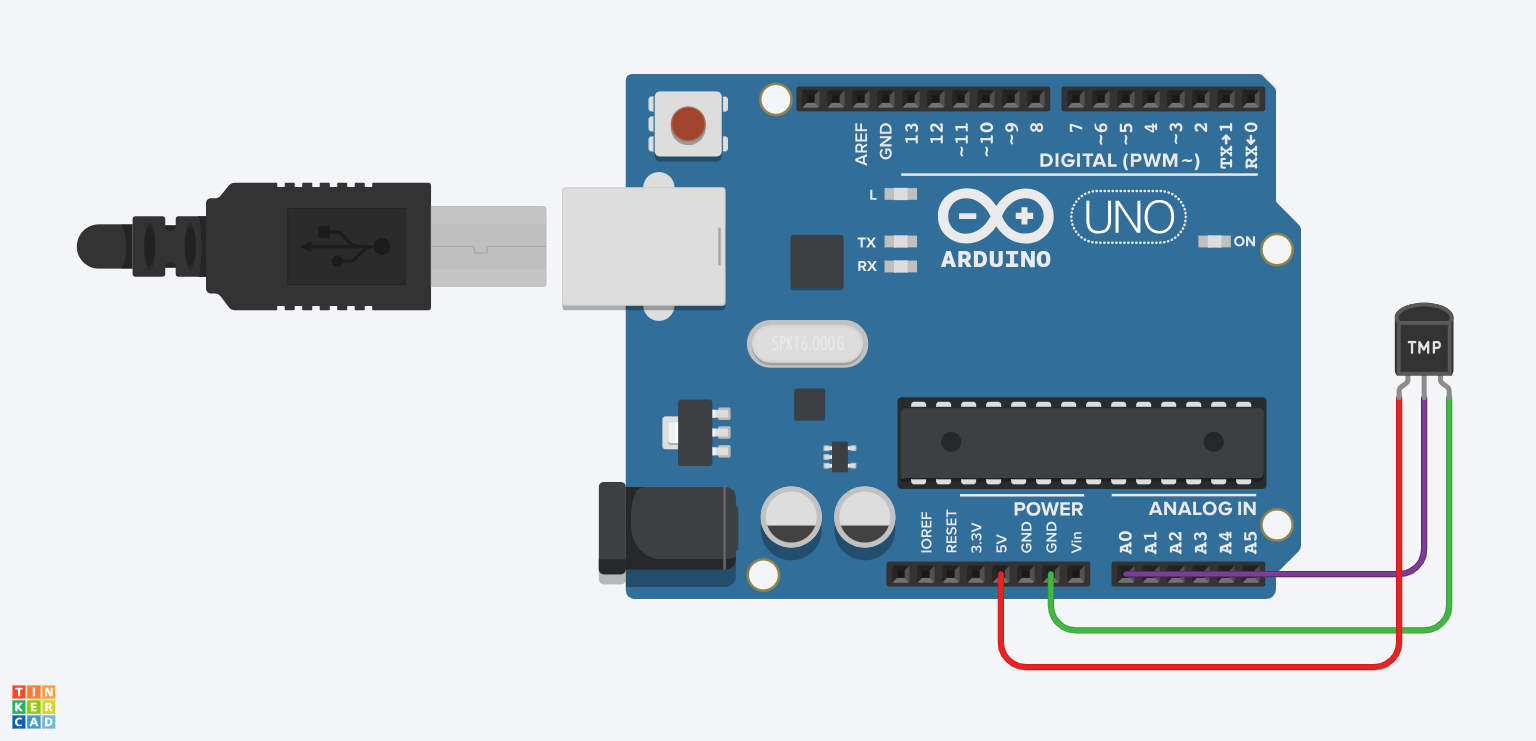 AREF
GND
13
12
~11
~10
~9
8
7
~6
~5
4
~3
2
TX→1
RX←0
DIGITAL (PWM~)
L
TX
RX
UNO
ON
ARDUINO
SPK16.000G
TMP
POWER
ANALOG IN
IOREF
RESET
3.3V
5V
GND
GND
Vin
A0
A1
A2
A3
A4
A5
TIN
KER
CAD